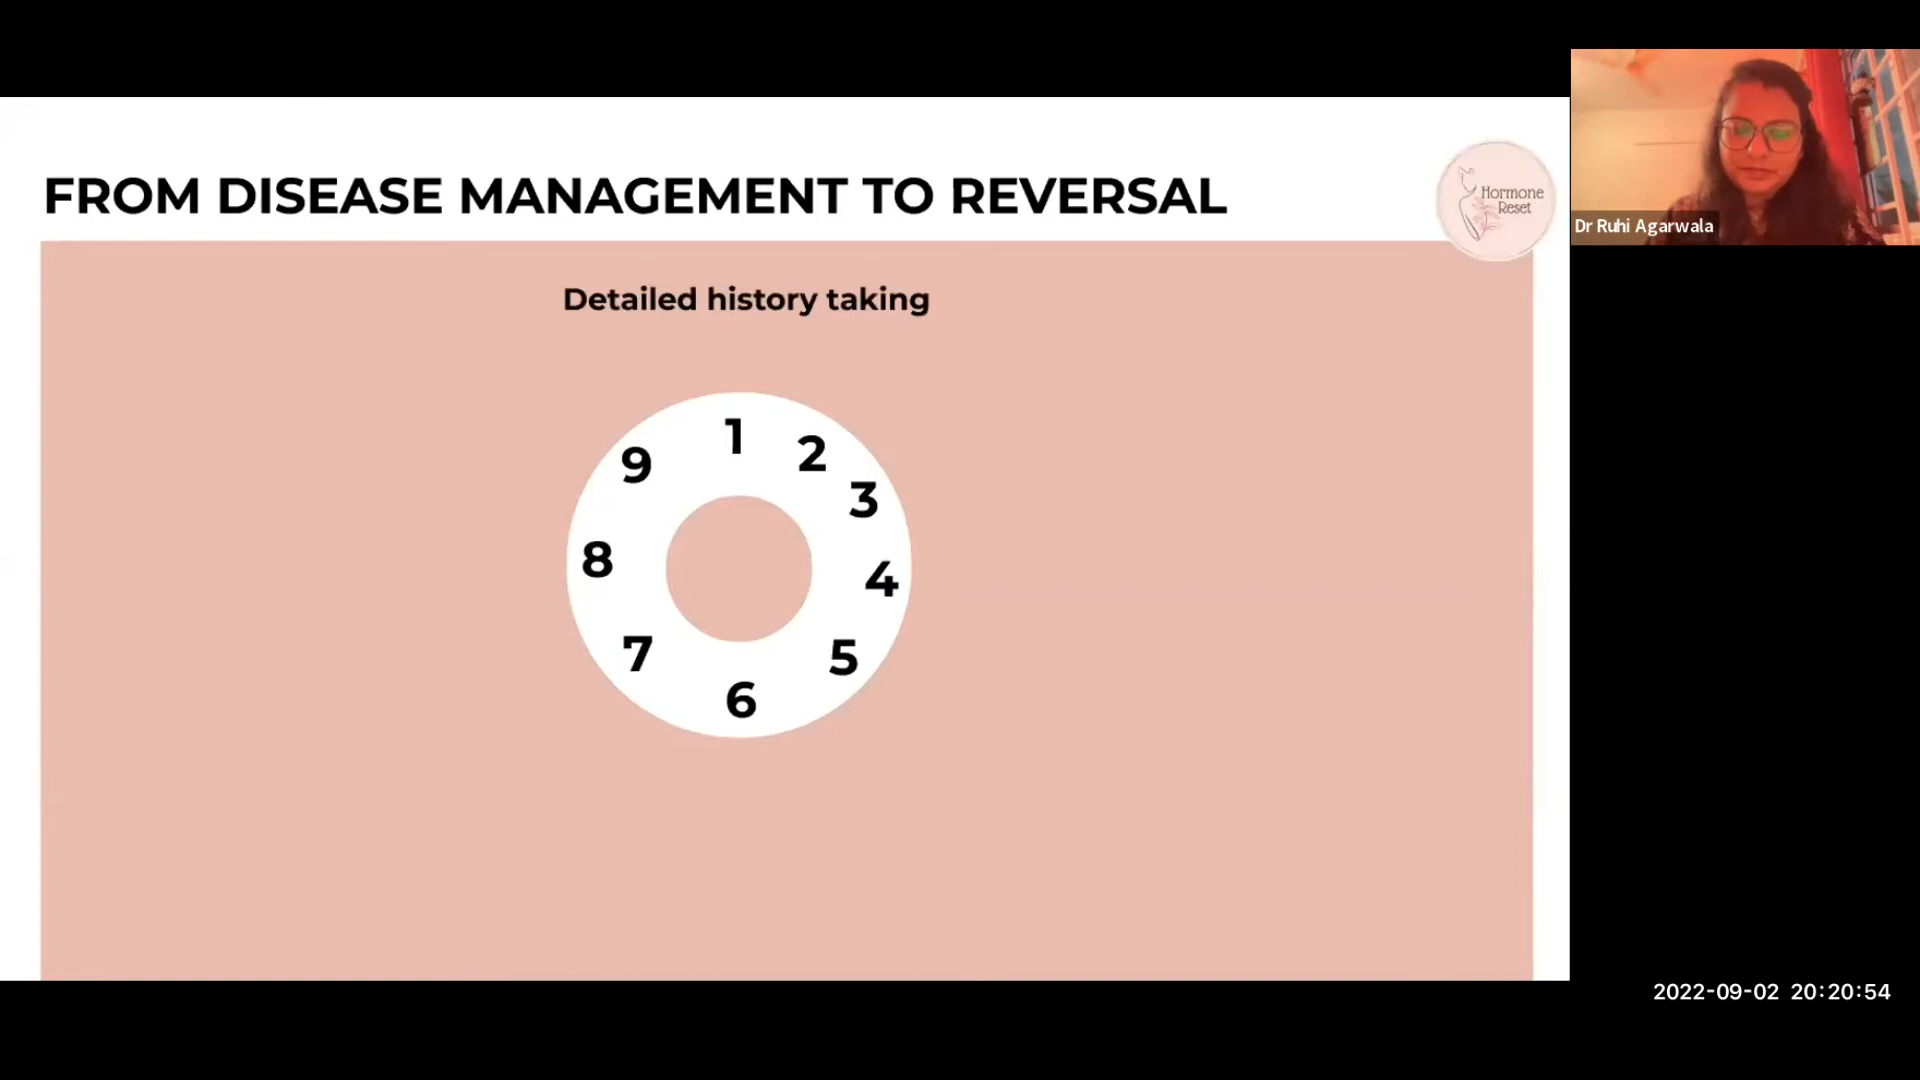 FROM DISEASE MANAGEMENT TO REVERSAL
Hormone
Reset
Dr Ruhi Agarwala
Detailed history taking
1
2
3
4
5
6
7
8
9
2022-09-02 20:20:54